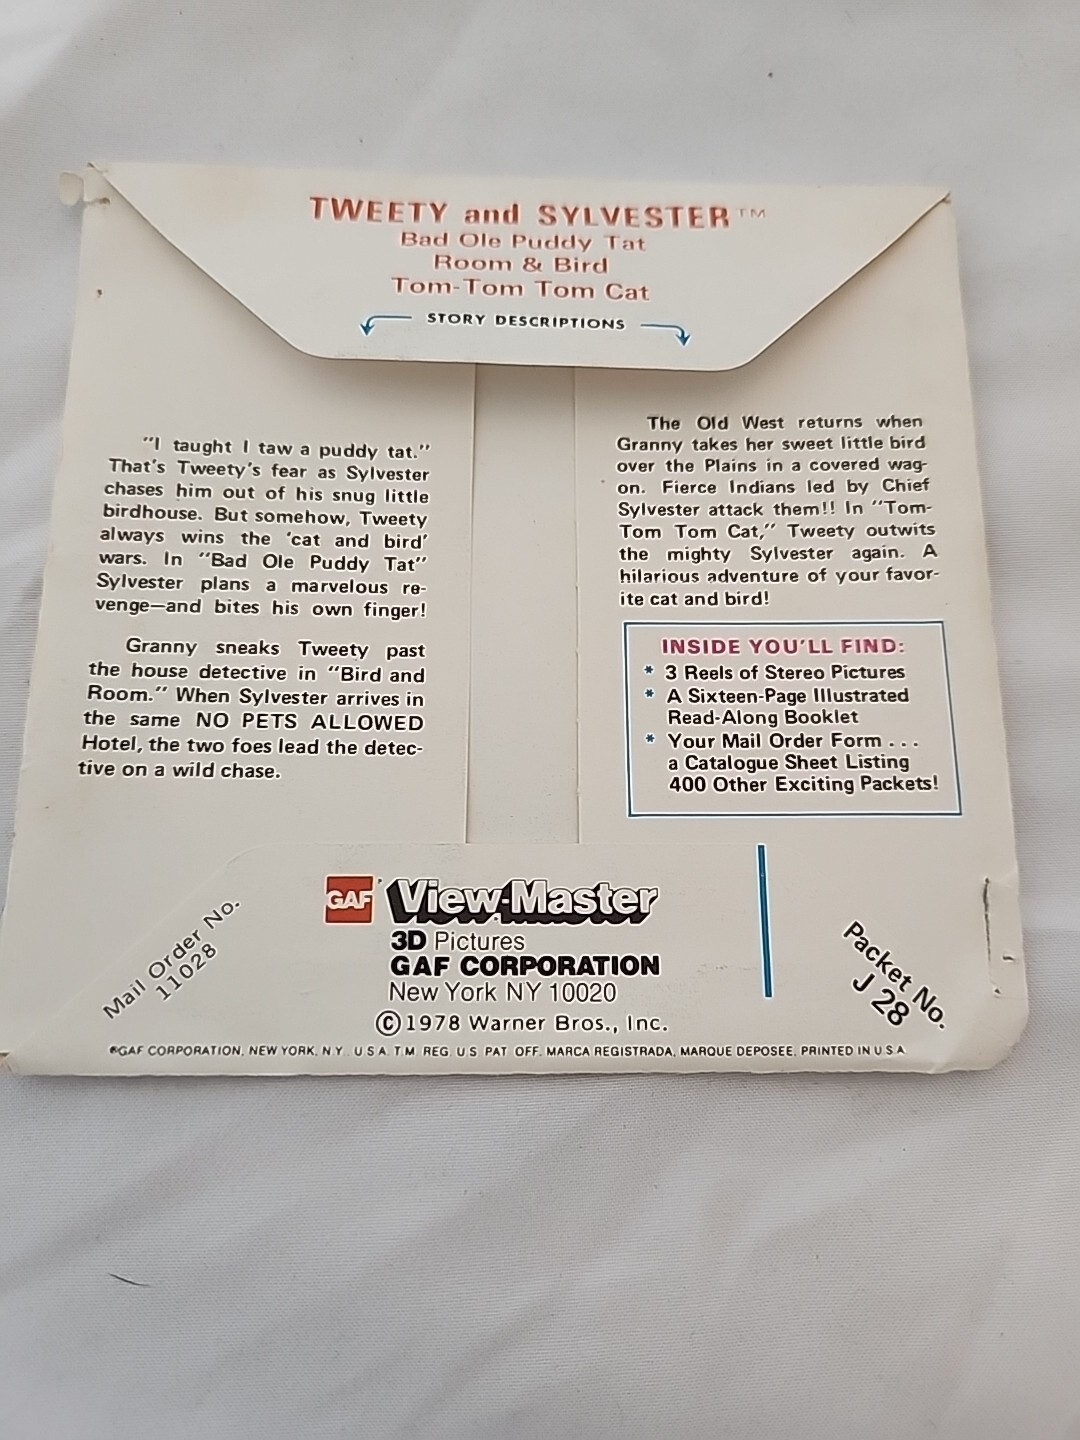 TWEETY and SYLVESTER™
Bad Ole Puddy Tat
Room & Bird
Tom-Tom Tom Cat
STORY DESCRIPTIONS
"I taught I taw a puddy tat."
That's Tweety's fear as Sylvester
chases him out of his snug little
birdhouse. But somehow, Tweety
always wins the 'cat and bird'
wars. In "Bad Ole Puddy Tat"
Sylvester plans a marvelous re-
venge—and bites his own finger!
Granny sneaks Tweety past
the house detective in "Bird and
Room." When Sylvester arrives in
the same NO PETS ALLOWED
Hotel, the two foes lead the detec-
tive on a wild chase.
The Old West returns when
Granny takes her sweet little bird
over the Plains in a covered wag-
on. Fierce Indians led by Chief
Sylvester attack them!! In "Tom-
Tom Tom Cat," Tweety outwits
the mighty Sylvester again. A
hilarious adventure of your favor-
ite cat and bird!
INSIDE YOU'LL FIND:
* 3 Reels of Stereo Pictures
* A Sixteen-Page Illustrated
Read-Along Booklet
* Your Mail Order Form . . .
a Catalogue Sheet Listing
400 Other Exciting Packets!
Mail Order No.
11028
GAF View-Master
3D Pictures
GAF CORPORATION
New York NY 10020
©1978 Warner Bros., Inc.
Packet No.
J 28
®GAF CORPORATION, NEW YORK, N.Y. U.S.A. T.M. REG. U.S. PAT. OFF. MARCA REGISTRADA, MARQUE DEPOSEE, PRINTED IN U.S.A.